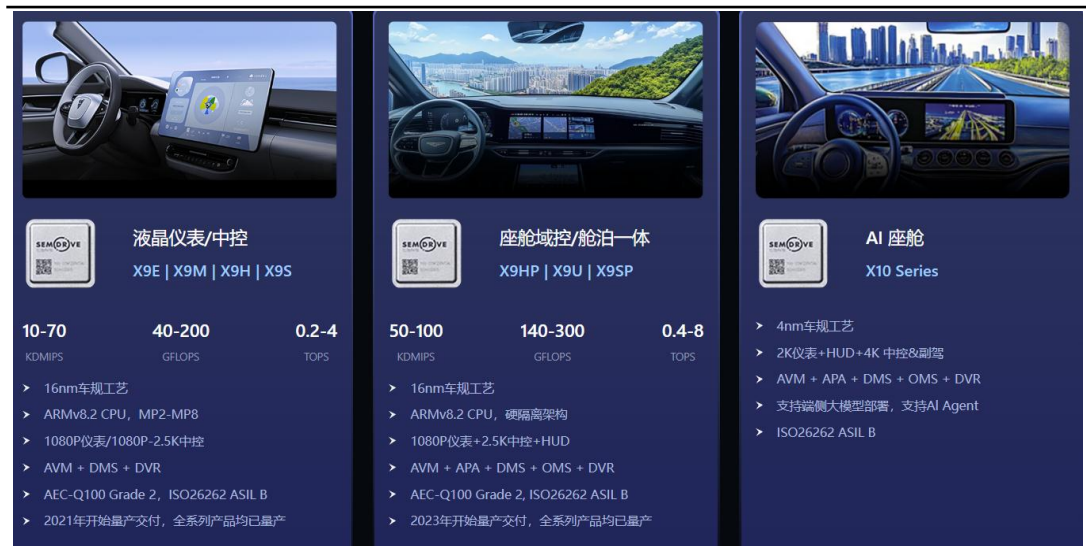 SEMIDRIVE
液晶仪表/中控
X9E | X9M | X9H | X9S
10-70 40-200 0.2-4
KDMIPS GFLOPS TOPS
16nm车规工艺
ARMv8.2 CPU，MP2-MP8
1080P仪表/1080P-2.5K中控
AVM + DMS + DVR
AEC-Q100 Grade 2，ISO26262 ASIL B
2021年开始量产交付，全系列产品均已量产
SEMIDRIVE
座舱域控/舱泊一体
X9HP | X9U | X9SP
50-100 140-300 0.4-8
KDMIPS GFLOPS TOPS
16nm车规工艺
ARMv8.2 CPU，硬隔离架构
1080P仪表+2.5K中控+HUD
AVM + APA + DMS + OMS + DVR
AEC-Q100 Grade 2, ISO26262 ASIL B
2023年开始量产交付，全系列产品均已量产
SEMIDRIVE
AI 座舱
X10 Series
4nm车规工艺
2K仪表+HUD+4K 中控&副驾
AVM + APA + DMS + OMS + DVR
支持端侧大模型部署，支持AI Agent
ISO26262 ASIL B